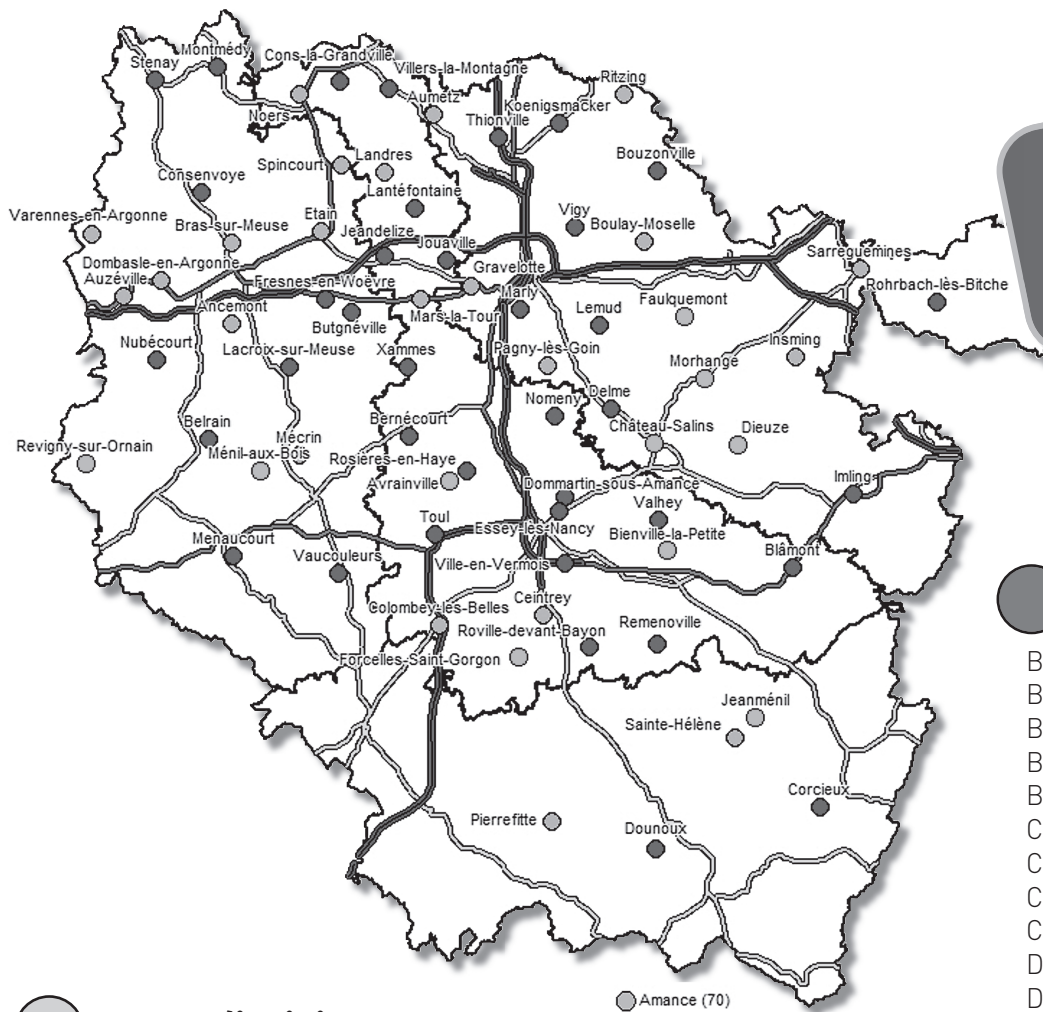 Montmédy
Cons-la-Grandville
Stenay
Villers-la-Montagne
Ritzing
Aumetz
Koenigsmacker
Noers
Thionville
Bouzonville
Spincourt
Landres
Consenvoye
Lantéfontaine
Varennes-en-Argonne
Etain
Vigy
Bras-sur-Meuse
Boulay-Moselle
Jeandelize
Jouaville
Sarreguemines
Dombasle-en-Argonne
Gravelotte
Auzéville
Fresnes-en-Woëvre
Rohrbach-lès-Bitche
Marly
Faulquemont
Ancemont
Mars-la-Tour
Lemud
Butgnéville
Nubécourt
Lacroix-sur-Meuse
Xammes
Pagny-lès-Goin
Insming
Morhange
Delme
Nomeny
Belrain
Bernécourt
Château-Salins
Dieuze
Revigny-sur-Ornain
Mécrin
Ménil-aux-Bois
Rosières-en-Haye
Avrainville
Dommartin-sous-Amance
Imling
Valhey
Toul
Essey-les-Nancy
Bienville-la-Petite
Menaucourt
Vaucouleurs
Ville-en-Vermois
Blâmont
Ceintrey
Colombey-les-Belles
Remenoville
Roville-devant-Bayon
Forcelles-Saint-Gorgon
Jeanménil
Sainte-Hélène
Corcieux
Pierrefitte
Dounoux
Amance (70)
B
B
B
B
B
C
C
C
C
D
D